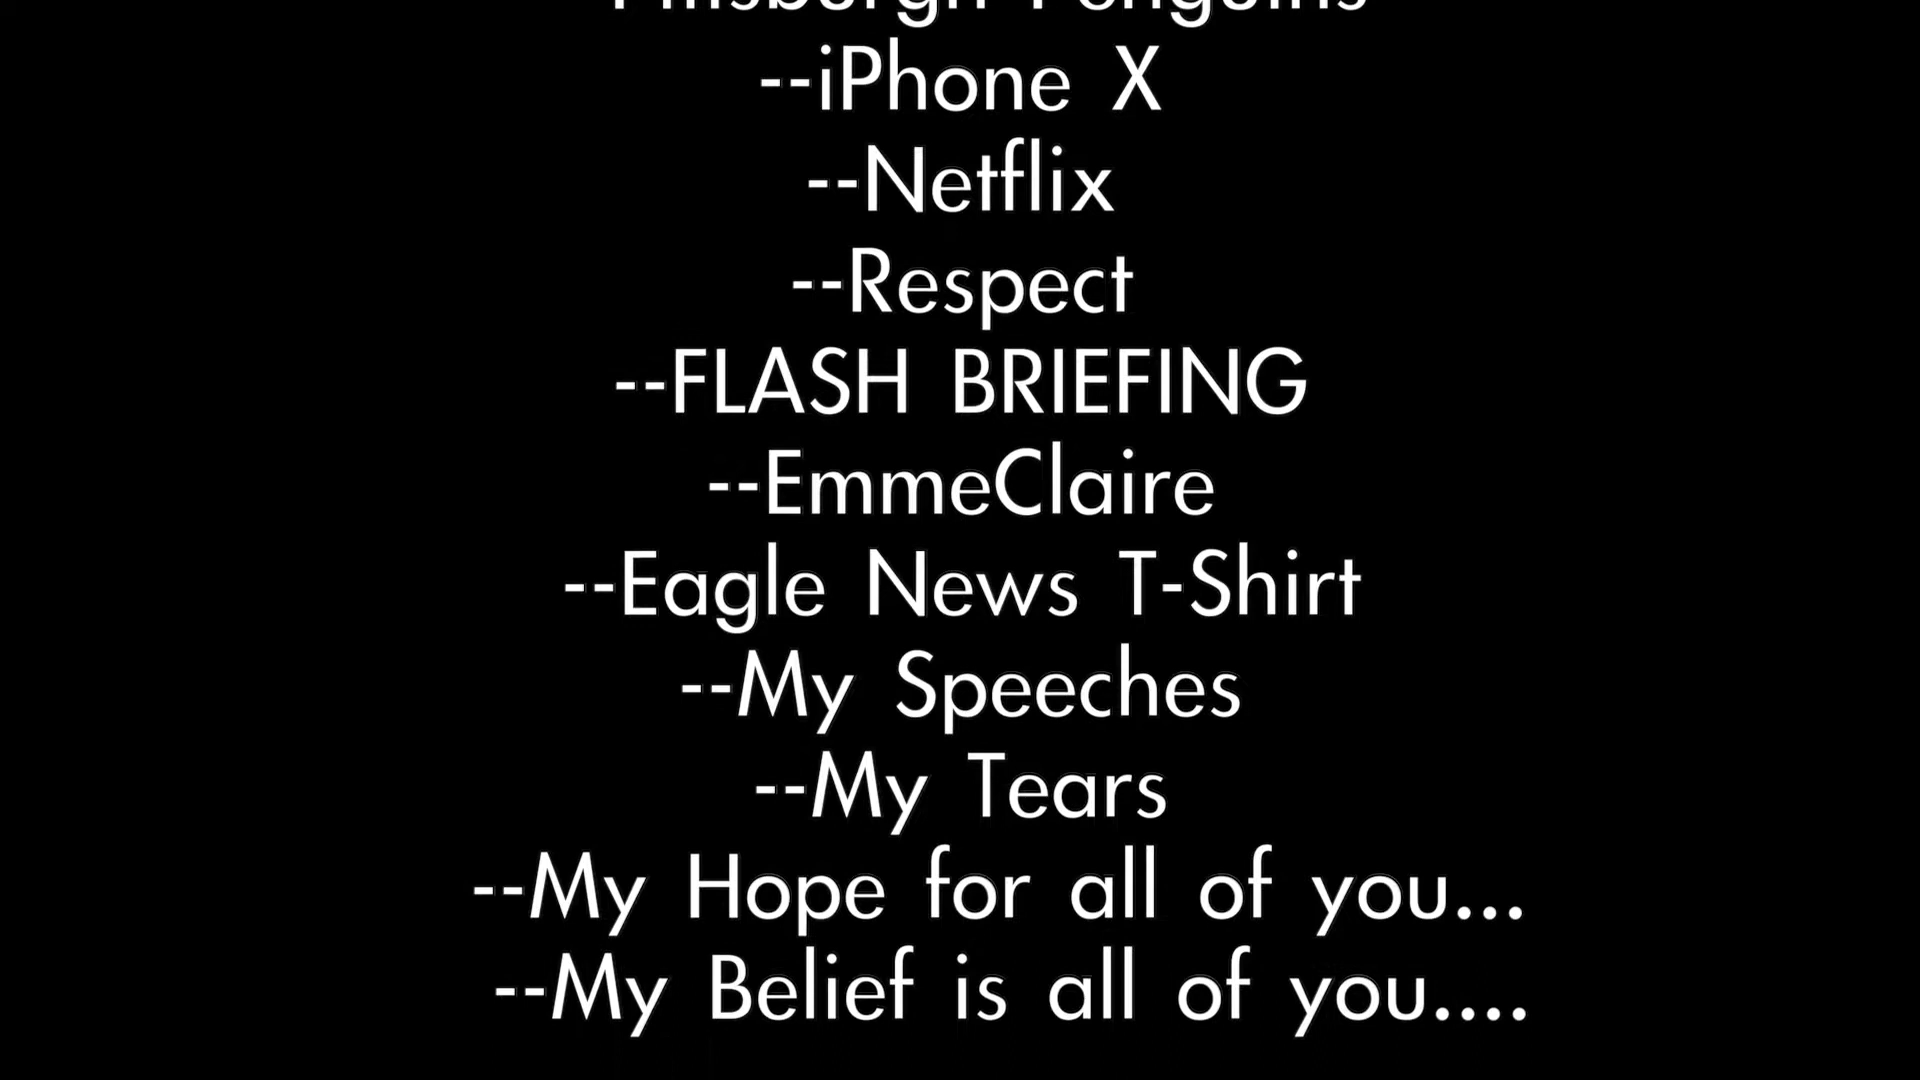 Pittsburgh Penguins
--iPhone X
--Netflix
--Respect
--FLASH BRIEFING
--EmmeClaire
--Eagle News T-Shirt
--My Speeches
--My Tears
--My Hope for all of you...
--My Belief is all of you....